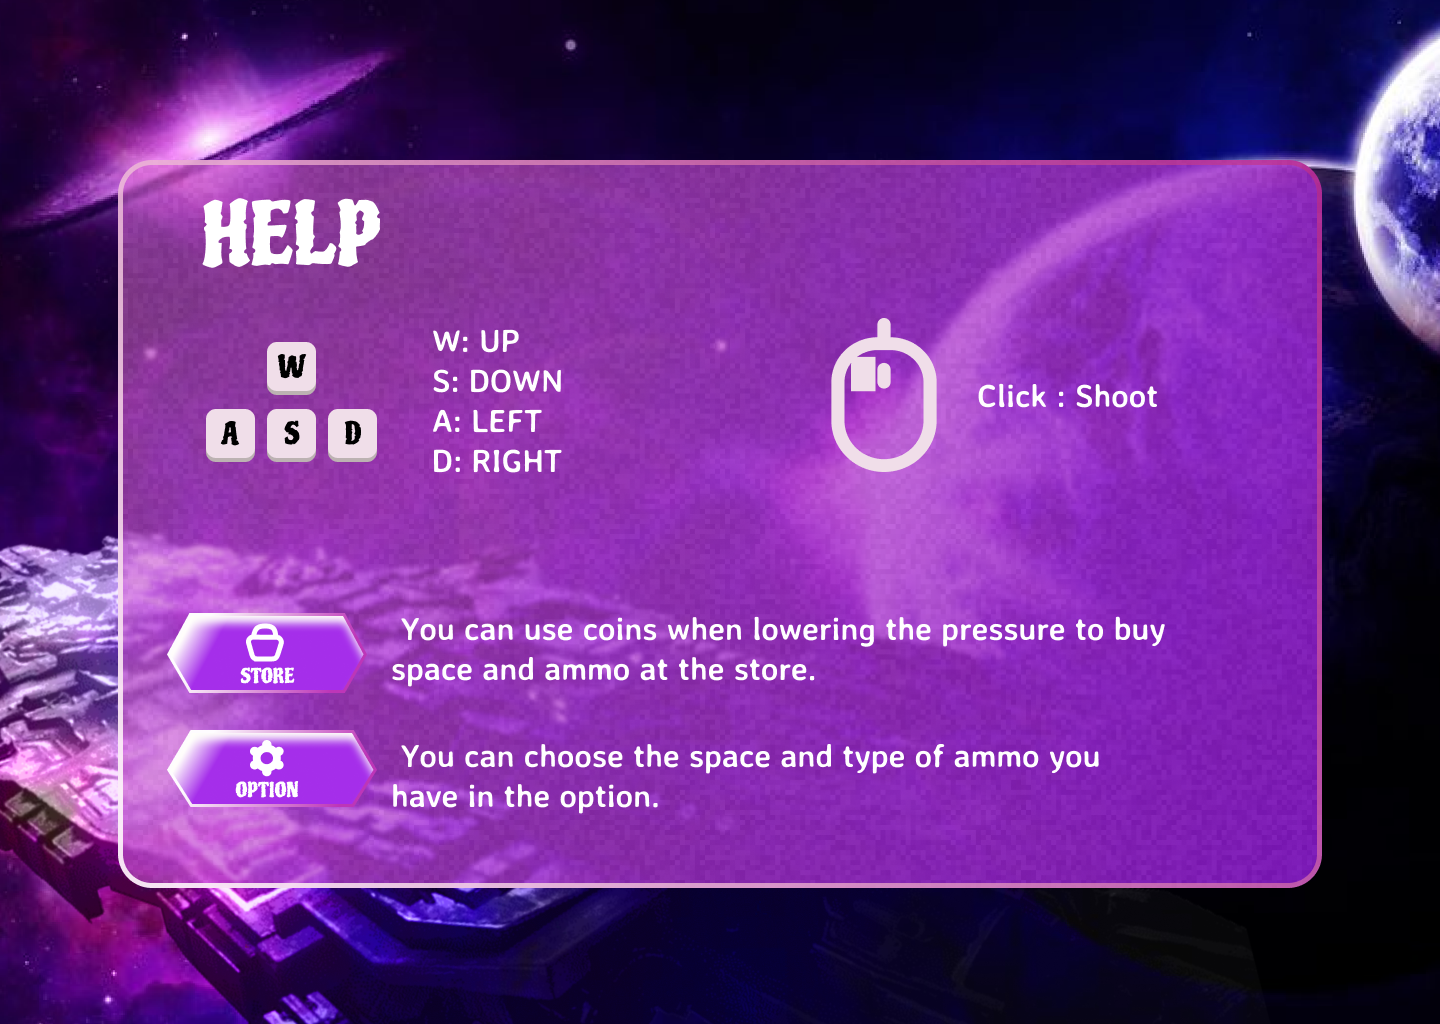 HELP
W
A S D
W: UP
S: DOWN
A: LEFT
D: RIGHT
Click : Shoot
STORE
You can use coins when lowering the pressure to buy
space and ammo at the store.
OPTION
You can choose the space and type of ammo you
have in the option.